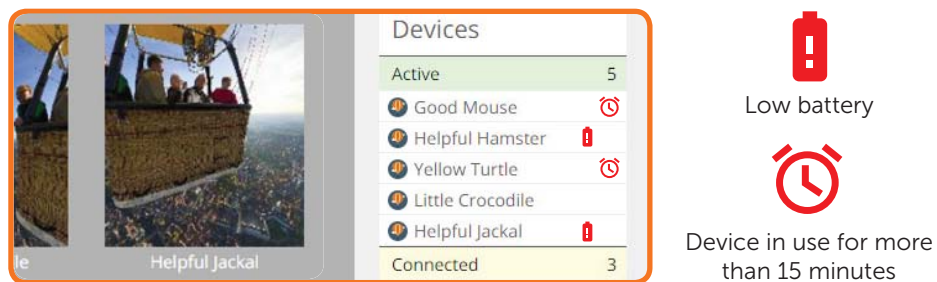 le
Helpful Jackal
Devices
Active 5
Good Mouse
Helpful Hamster
Yellow Turtle
Little Crocodile
Helpful Jackal
Connected 3
Low battery
Device in use for more
than 15 minutes